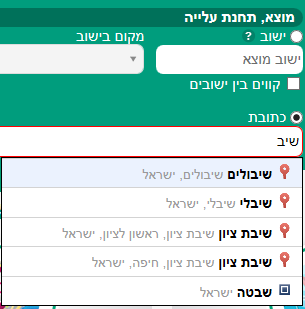 מוצא, תחנת עלייה
ישוב ? מקום בישוב
ישוב מוצא
קווים בין ישובים
כתובת
שיב
שיבולים שיבולים, ישראל
שיבלי שיבלי, ישראל
שיבת ציון שיבת ציון, ראשון לציון, ישראל
שיבת ציון שיבת ציון, חיפה, ישראל
שבטה ישראל